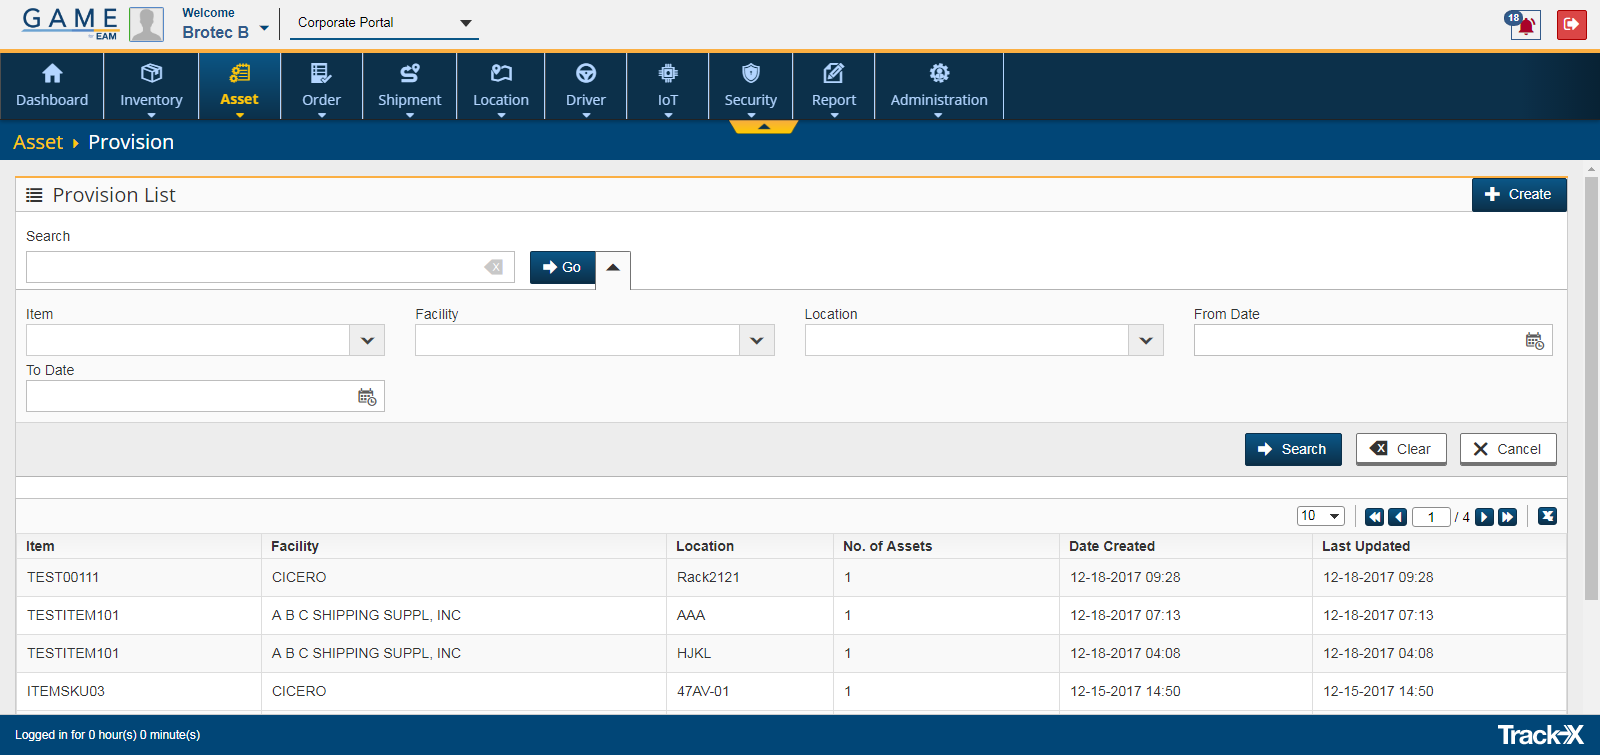 GAME
by EAM
Welcome
Brotec B
Corporate Portal
18
Dashboard
Inventory
Asset
Order
Shipment
Location
Driver
IoT
Security
Report
Administration
Asset Provision
Provision List
Create
Search
Go
Item
Facility
Location
From Date
To Date
Search
Clear
Cancel
10
1 / 4
Item Facility Location No. of Assets Date Created Last Updated
TEST00111 CICERO Rack2121 1 12-18-2017 09:28 12-18-2017 09:28
TESTITEM101 A B C SHIPPING SUPPL, INC AAA 1 12-18-2017 07:13 12-18-2017 07:13
TESTITEM101 A B C SHIPPING SUPPL, INC HJKL 1 12-18-2017 04:08 12-18-2017 04:08
ITEMSKU03 CICERO 47AV-01 1 12-15-2017 14:50 12-15-2017 14:50
Logged in for 0 hour(s) 0 minute(s)
Track-X